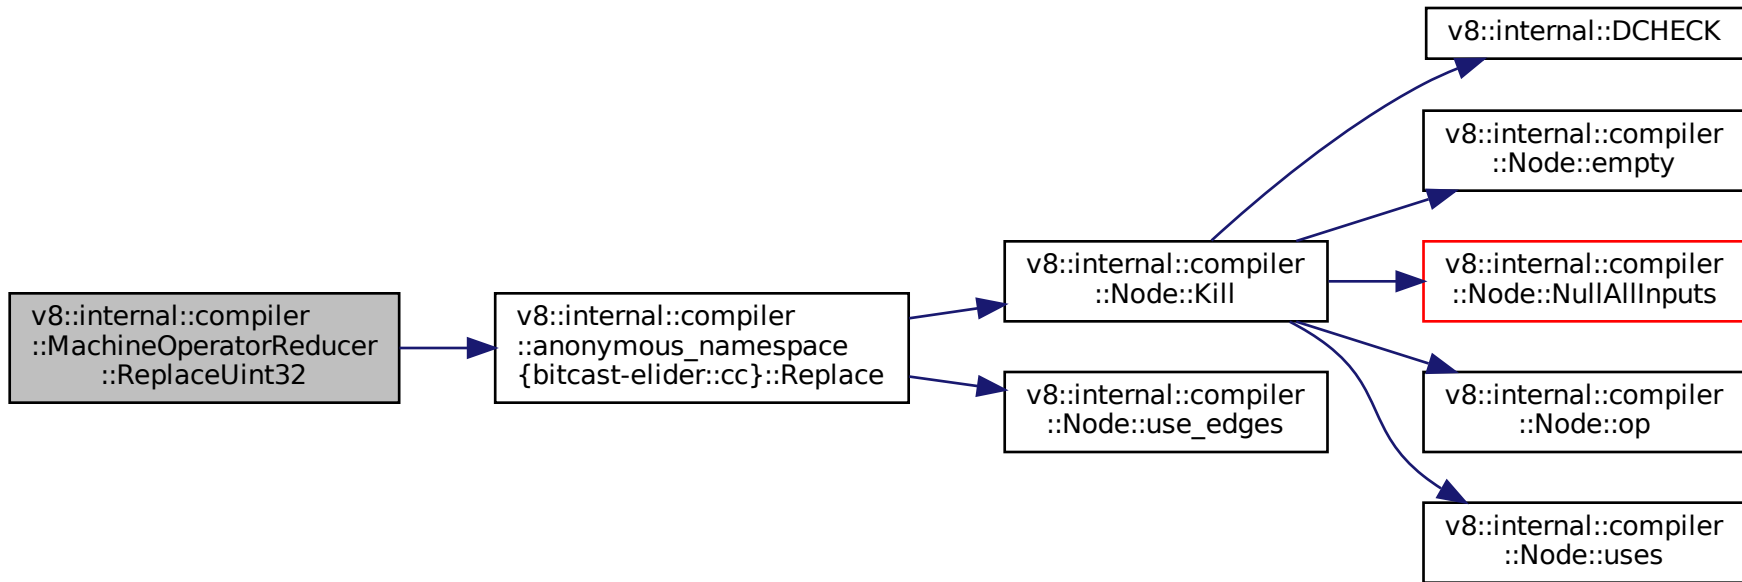 v8::internal::compiler
::MachineOperatorReducer
::ReplaceUint32
v8::internal::compiler
::anonymous_namespace
{bitcast-elider::cc}::Replace
v8::internal::compiler
::Node::Kill
v8::internal::compiler
::Node::use_edges
v8::internal::DCHECK
v8::internal::compiler
::Node::empty
v8::internal::compiler
::Node::NullAllInputs
v8::internal::compiler
::Node::op
v8::internal::compiler
::Node::uses